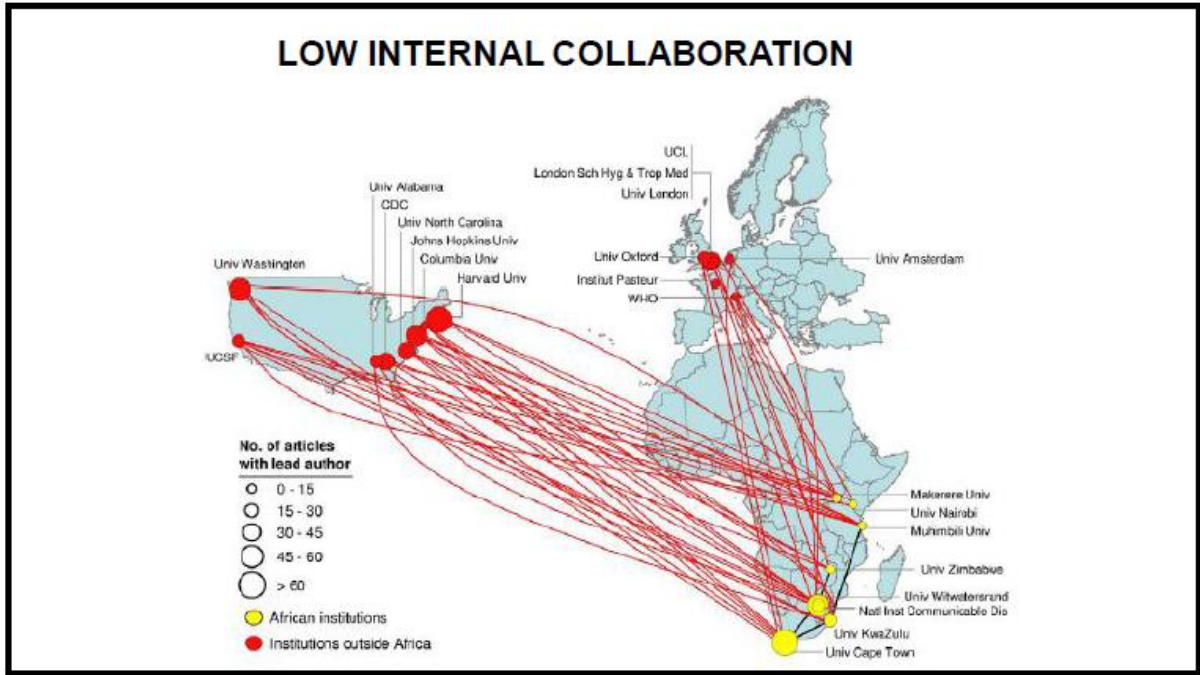 LOW INTERNAL COLLABORATION
UCL
London Sch Hyg & Trop Med
Univ London
Univ Alabama
CDC
Univ North Carolina
Johns Hopkins Univ
Columbia Univ
Harvard Univ
Univ Washington
Univ Oxford
Institut Pasteur
WHO
Univ Amsterdam
UCSF
No. of articles
with lead author
0 - 15
15 - 30
30 - 45
45 - 60
> 60
African institutions
Institutions outside Africa
Makerere Univ
Univ Nairobi
Muhimbili Univ
Univ Zimbabwe
Univ Witwatersrand
Natl Inst Communicable Dis
Univ KwaZulu
Univ Cape Town